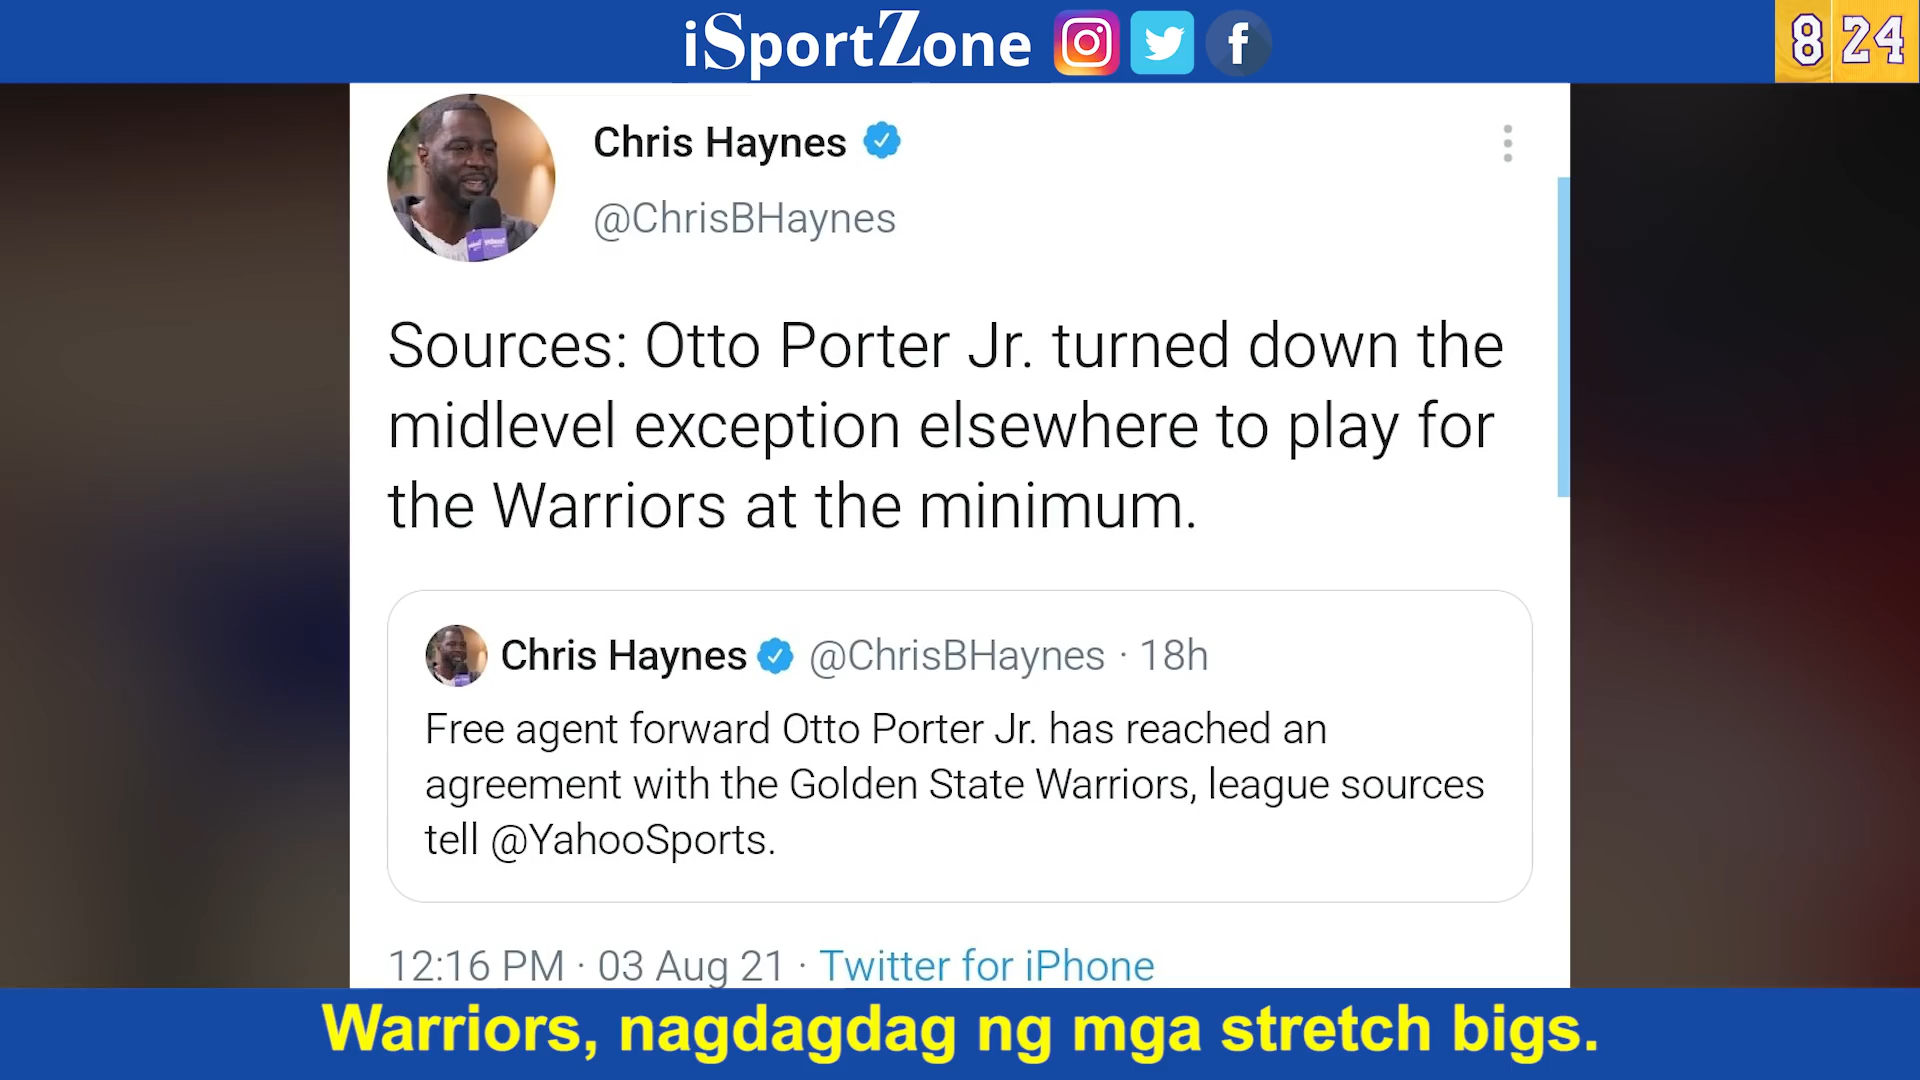 iSportZone
8 24
Chris Haynes
@ChrisBHaynes
Sources: Otto Porter Jr. turned down the
midlevel exception elsewhere to play for
the Warriors at the minimum.
Chris Haynes @ChrisBHaynes · 18h
Free agent forward Otto Porter Jr. has reached an
agreement with the Golden State Warriors, league sources
tell @YahooSports.
12:16 PM · 03 Aug 21 · Twitter for iPhone
Warriors, nagdagdag ng mga stretch bigs.